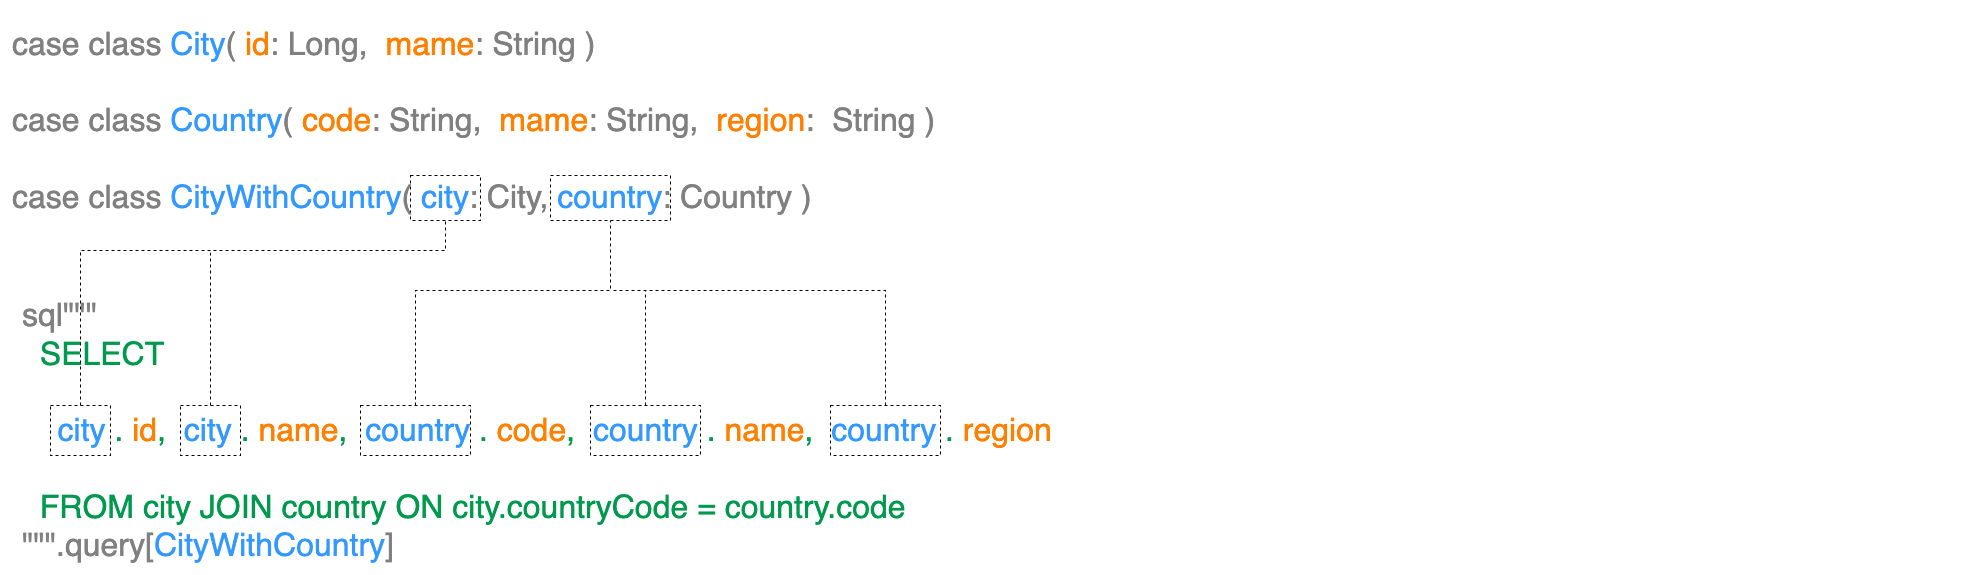 case class City( id: Long, mame: String )
case class Country( code: String, mame: String, region: String )
case class CityWithCountry( city: City, country: Country )
sql"""
SELECT
city . id, city . name, country . code, country . name, country . region
FROM city JOIN country ON city.countryCode = country.code
""".query[CityWithCountry]